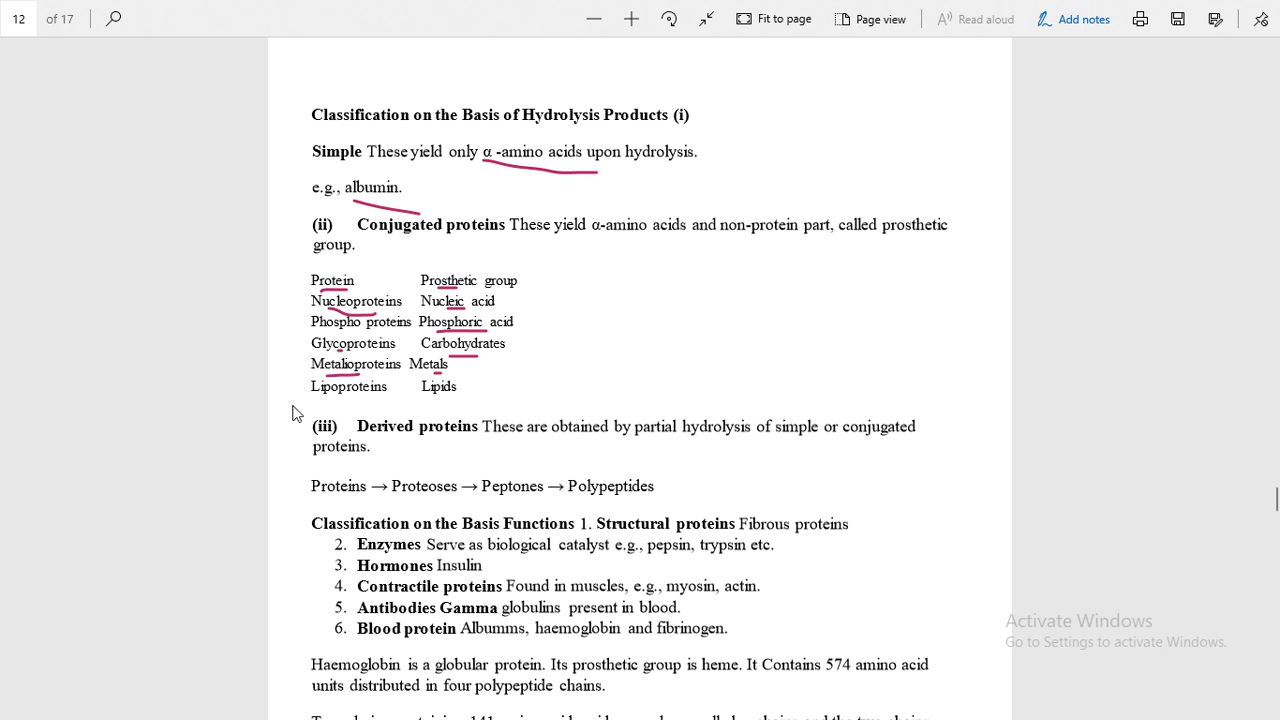 12 of 17 Fit to page Page view Read aloud Add notes
Classification on the Basis of Hydrolysis Products (i)
Simple These yield only α -amino acids upon hydrolysis.
e.g., albumin.
(ii) Conjugated proteins These yield α-amino acids and non-protein part, called prosthetic
group.
Protein Prosthetic group
Nucleoproteins Nucleic acid
Phospho proteins Phosphoric acid
Glycoproteins Carbohydrates
Metalioproteins Metals
Lipoproteins Lipids
(iii) Derived proteins These are obtained by partial hydrolysis of simple or conjugated
proteins.
Proteins → Proteoses → Peptones → Polypeptides
Classification on the Basis Functions 1. Structural proteins Fibrous proteins
2. Enzymes Serve as biological catalyst e.g., pepsin, trypsin etc.
3. Hormones Insulin
4. Contractile proteins Found in muscles, e.g., myosin, actin.
5. Antibodies Gamma globulins present in blood.
6. Blood protein Albumms, haemoglobin and fibrinogen.
Activate Windows
Go to Settings to activate Windows.
Haemoglobin is a globular protein. Its prosthetic group is heme. It Contains 574 amino acid
units distributed in four polypeptide chains.